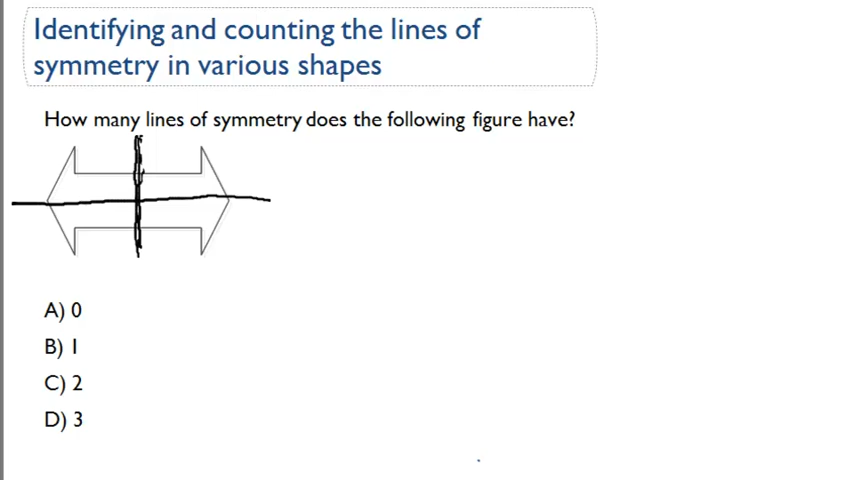 Identifying and counting the lines of
symmetry in various shapes
How many lines of symmetry does the following figure have?
A) 0
B) 1
C) 2
D) 3